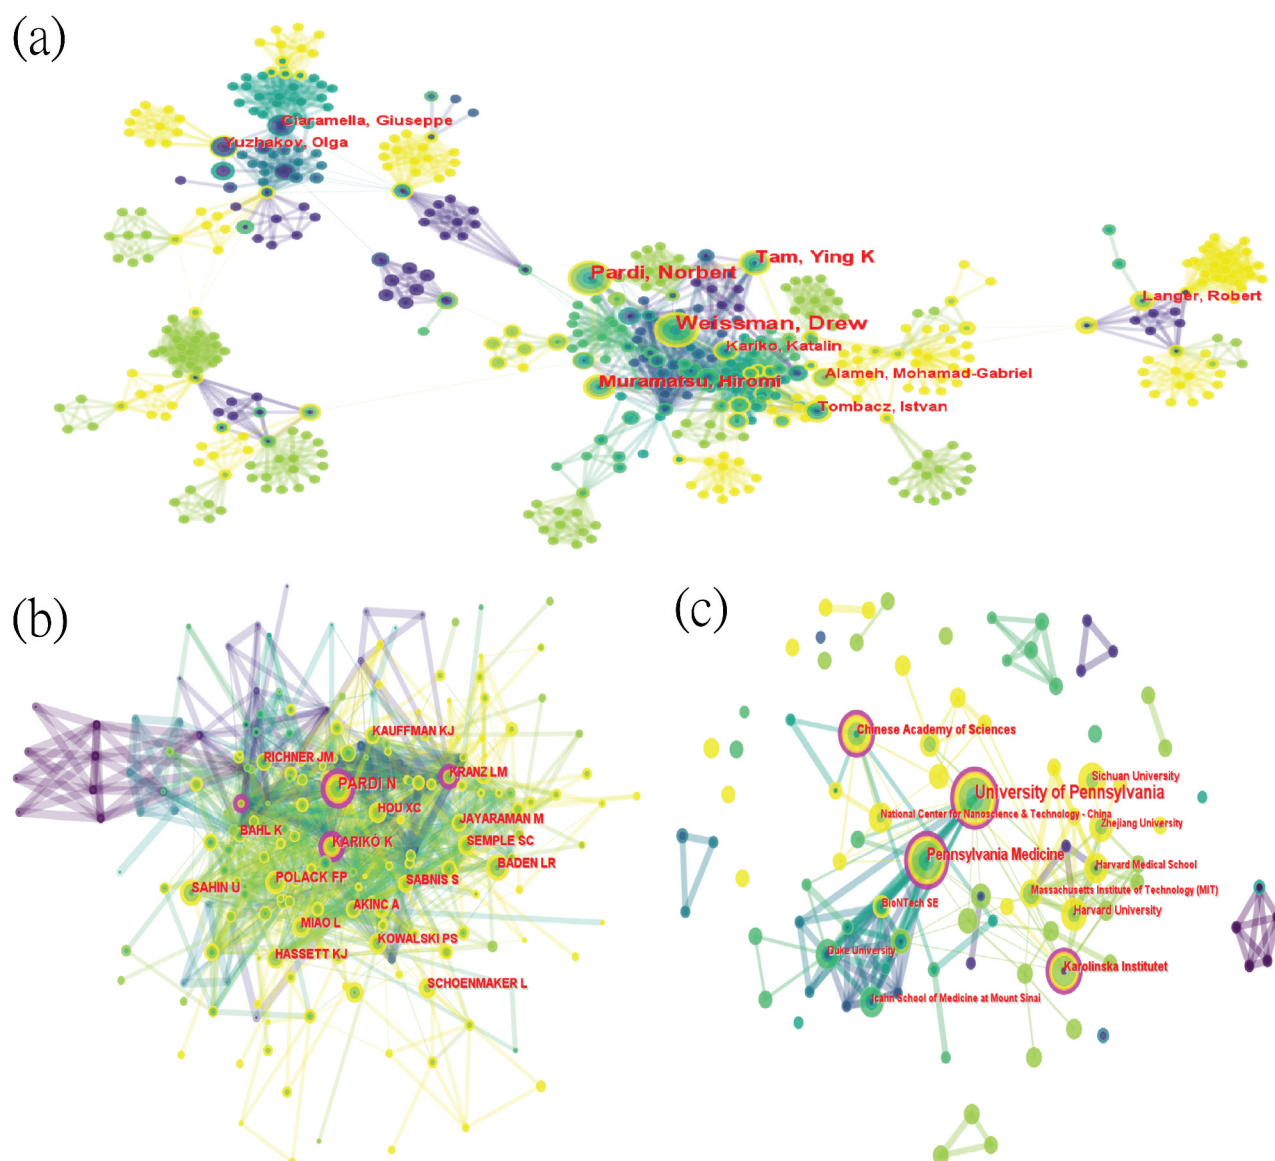 (a)
Ciaramella, Giuseppe
Yuzhakov, Olga
Tam, Ying K
Pardi, Norbert
Langer, Robert
Weissman, Drew
Kariko, Katalin
Alameh, Mohamad-Gabriel
Muramatsu, Hiromi
Tombacz, Istvan
(b)
KAUFFMAN KJ
RICHNER JM
KRANZ LM
PARDI N
HOU XC
JAYARAMAN M
BAHL K
KARIKÓ K
SEMPLE SC
BADEN LR
POLACK FP
SABNIS S
SAHIN U
AKINC A
MIAO L
KOWALSKI PS
HASSETT KJ
SCHOENMAKER L
(c)
Chinese Academy of Sciences
Sichuan University
University of Pennsylvania
National Center for Nanoscience & Technology - China
Zhejiang University
Pennsylvania Medicine
Harvard Medical School
Massachusetts Institute of Technology (MIT)
BioNTech SE
Harvard University
Duke University
Karolinska Institutet
Icahn School of Medicine at Mount Sinai